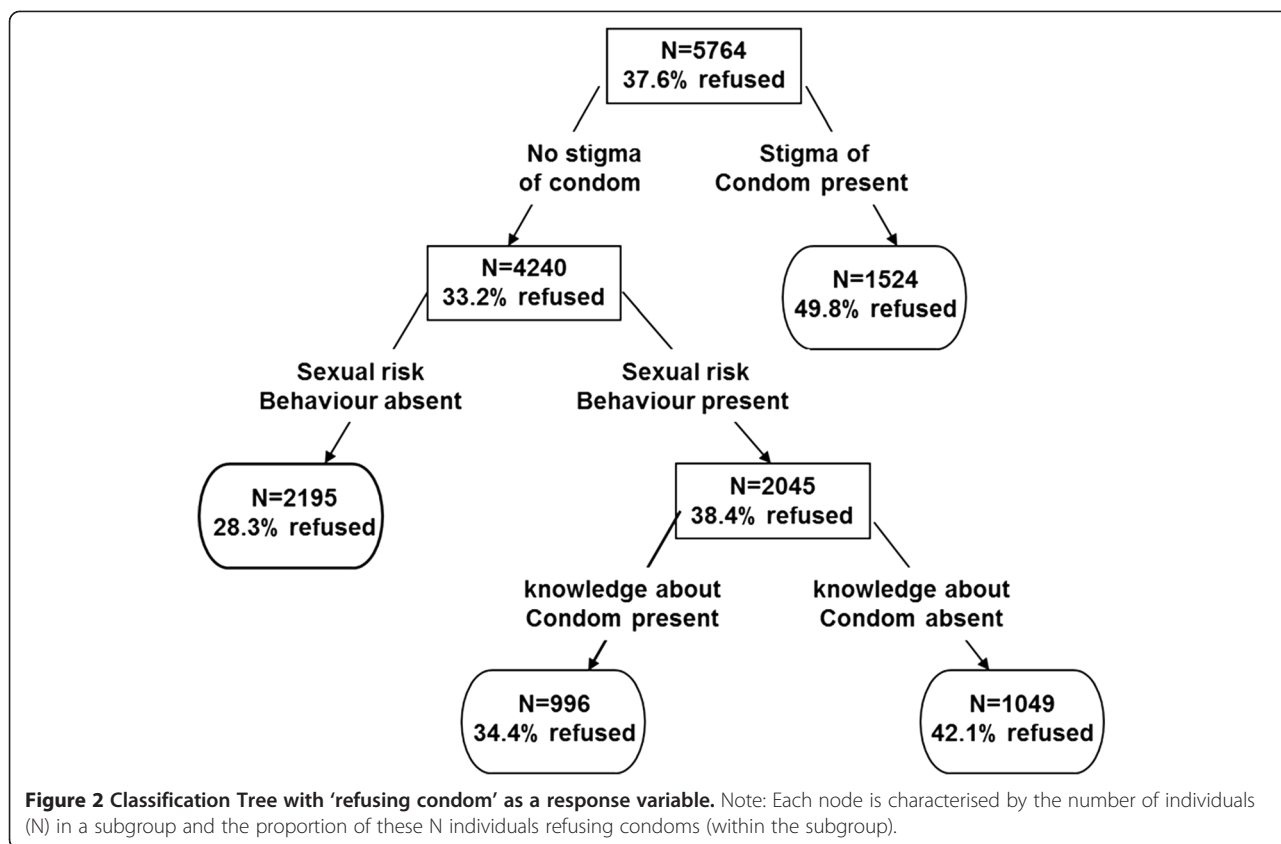 N=5764
37.6% refused
No stigma
of condom
Stigma of
Condom present
N=4240
33.2% refused
N=1524
49.8% refused
Sexual risk
Behaviour absent
Sexual risk
Behaviour present
N=2195
28.3% refused
N=2045
38.4% refused
knowledge about
Condom present
knowledge about
Condom absent
N=996
34.4% refused
N=1049
42.1% refused
Figure 2 Classification Tree with ‘refusing condom’ as a response variable. Note: Each node is characterised by the number of individuals
(N) in a subgroup and the proportion of these N individuals refusing condoms (within the subgroup).